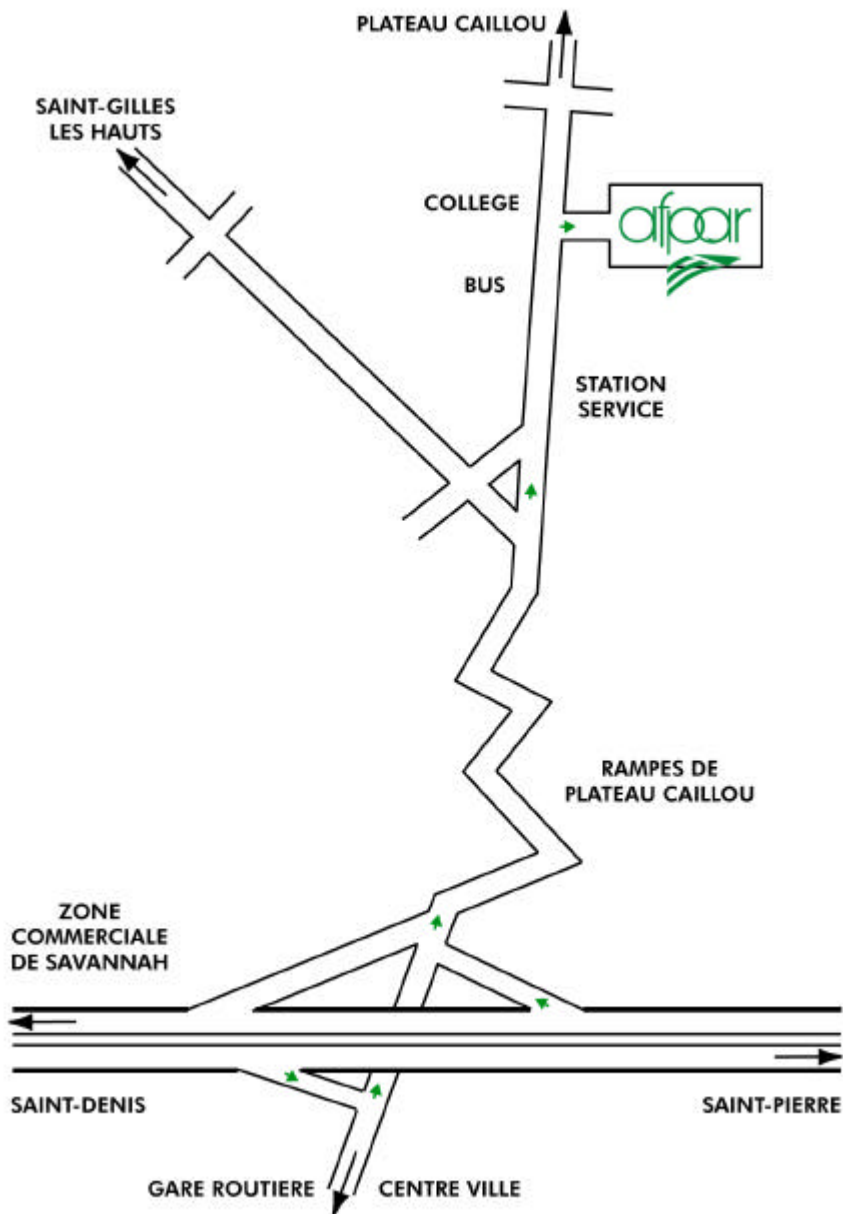 PLATEAU CAILLOU
SAINT-GILLES
LES HAUTS
COLLEGE
afpar
BUS
STATION
SERVICE
RAMPES DE
PLATEAU CAILLOU
ZONE
COMMERCIALE
DE SAVANNAH
SAINT-DENIS
SAINT-PIERRE
GARE ROUTIERE
CENTRE VILLE